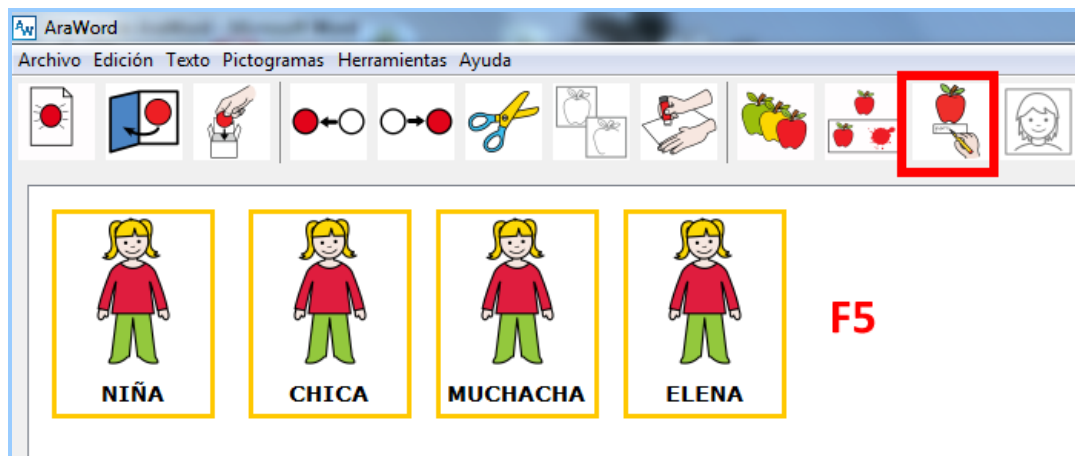 AraWord
Archivo Edición Texto Pictogramas Herramientas Ayuda
NIÑA CHICA MUCHACHA ELENA
F5